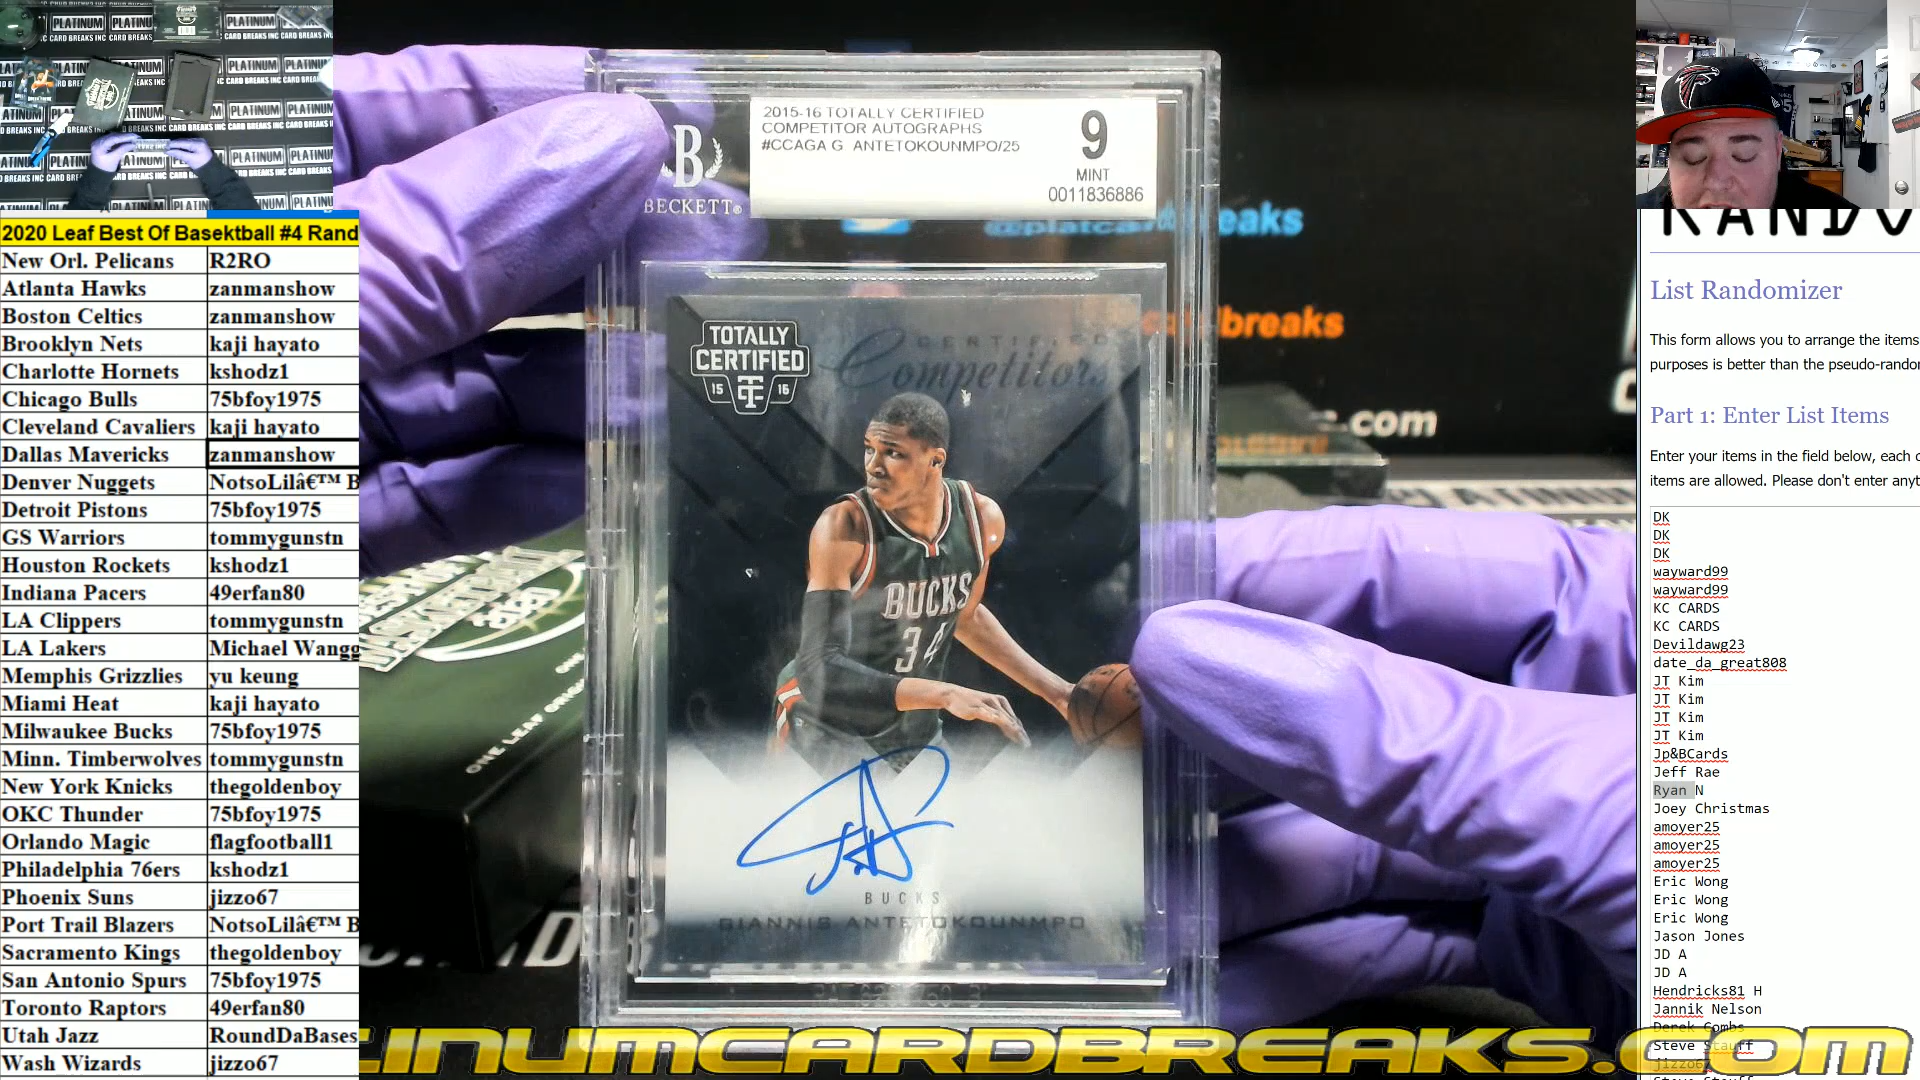 2015-16 TOTALLY CERTIFIED
COMPETITOR AUTOGRAPHS
#CCAGA G ANTETOKOUNMPO/25
9
MINT
0011836886
B
BECKETT
TOTALLY
CERTIFIED
15 16
CERTIFIED
Competitors
BUCKS
34
BUCKS
GIANNIS ANTETOKOUNMPO
2020 Leaf Best Of Basektball #4 Rand
New Orl. Pelicans R2RO
Atlanta Hawks zanmanshow
Boston Celtics zanmanshow
Brooklyn Nets kaji hayato
Charlotte Hornets kshodz1
Chicago Bulls 75bfoy1975
Cleveland Cavaliers kaji hayato
Dallas Mavericks zanmanshow
Denver Nuggets NotsoLilâ€™ B
Detroit Pistons 75bfoy1975
GS Warriors tommygunstn
Houston Rockets kshodz1
Indiana Pacers 49erfan80
LA Clippers tommygunstn
LA Lakers Michael Wangg
Memphis Grizzlies yu keung
Miami Heat kaji hayato
Milwaukee Bucks 75bfoy1975
Minn. Timberwolves tommygunstn
New York Knicks thegoldenboy
OKC Thunder 75bfoy1975
Orlando Magic flagfootball1
Philadelphia 76ers kshodz1
Phoenix Suns jizzo67
Port Trail Blazers NotsoLilâ€™ B
Sacramento Kings thegoldenboy
San Antonio Spurs 75bfoy1975
Toronto Raptors 49erfan80
Utah Jazz RoundDaBases
Wash Wizards jizzo67
List Randomizer
This form allows you to arrange the items
purposes is better than the pseudo-rando
Part 1: Enter List Items
Enter your items in the field below, each
items are allowed. Please don't enter anyt
DK
DK
DK
wayward99
wayward99
KC CARDS
KC CARDS
Devildawg23
date_da_great808
JT Kim
JT Kim
JT Kim
JT Kim
Jp&BCards
Jeff Rae
Ryan N
Joey Christmas
amoyer25
amoyer25
amoyer25
Eric Wong
Eric Wong
Eric Wong
Jason Jones
JD A
JD A
Hendricks81 H
Jannik Nelson
Derek Combs
Steve Stauff
LINUMCARDBREAKS.COM